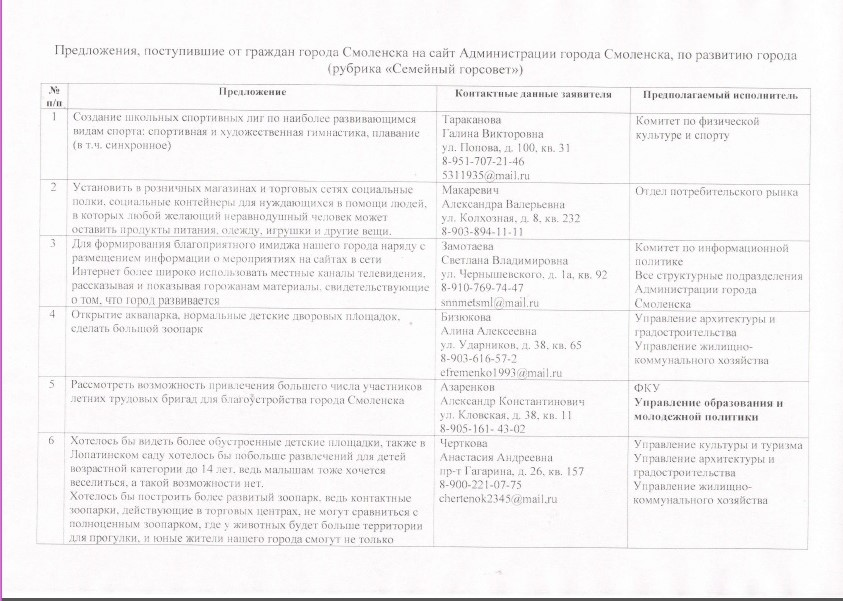 Предложения, поступившие от граждан города Смоленска на сайт Администрации города Смоленска, по развитию города
(рубрика «Семейный горсовет»)
№
п/п
Предложение
Контактные данные заявителя
Предполагаемый исполнитель
1
Создание школьных спортивных лиг по наиболее развивающимся
видам спорта: спортивная и художественная гимнастика, плавание
(в т.ч. синхронное)
Тараканова
Галина Викторовна
ул. Попова, д. 100, кв. 31
8-951-707-21-46
5311935@mail.ru
Комитет по физической
культуре и спорту
2
Установить в розничных магазинах и торговых сетях социальные
полки, социальные контейнеры для нуждающихся в помощи людей,
в которых любой желающий неравнодушный человек может
оставить продукты питания, одежду, игрушки и другие вещи.
Макаревич
Александра Валерьевна
ул. Колхозная, д. 8, кв. 232
8-903-894-11-11
Отдел потребительского рынка
3
Для формирования благоприятного имиджа нашего города наряду с
размещением информации о мероприятиях на сайтах в сети
Интернет более широко использовать местные каналы телевидения,
рассказывая и показывая горожанам материалы, свидетельствующие
о том, что город развивается
Замотаева
Светлана Владимировна
ул. Чернышевского, д. 1а, кв. 92
8-910-769-74-47
snnmetsml@mail.ru
Комитет по информационной
политике
Все структурные подразделения
Администрации города
Смоленска
4
Открытие аквапарка, нормальные детские дворовых площадок,
сделать большой зоопарк
Бизюкова
Алина Алексеевна
ул. Ударников, д. 38, кв. 65
8-903-616-57-2
efremenko1993@mail.ru
Управление архитектуры и
градостроительства
Управление жилищно-
коммунального хозяйства
5
Рассмотреть возможность привлечения большего числа участников
летних трудовых бригад для благоустройства города Смоленска
Азаренков
Александр Константинович
ул. Кловская, д. 38, кв. 11
8-905-161- 43-02
ФКУ
Управление образования и
молодежной политики
6
Хотелось бы видеть более обустроенные детские площадки, также в
Лопатинском саду хотелось бы побольше развлечений для детей
возрастной категории до 14 лет, ведь малышам тоже хочется
веселиться, а такой возможности нет.
Хотелось бы построить более развитый зоопарк, ведь контактные
зоопарки, действующие в торговых центрах, не могут сравниться с
полноценным зоопарком, где у животных будет больше территории
для прогулки, и юные жители нашего города смогут не только
Черткова
Анастасия Андреевна
пр-т Гагарина, д. 26, кв. 157
8-900-221-07-75
chertenok2345@mail,ru
Управление культуры и туризма
Управление архитектуры и
градостроительства
Управление жилищно-
коммунального хозяйства